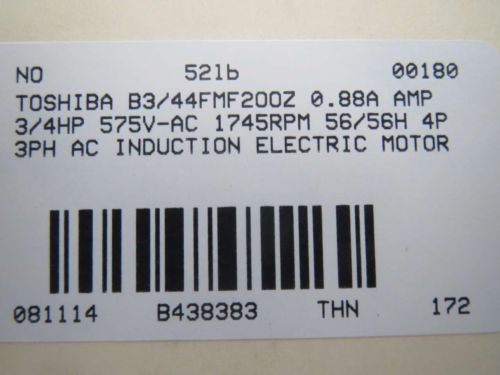 NO 52lb 00180
TOSHIBA B3/44FMF200Z 0.88A AMP
3/4HP 575V-AC 1745RPM 56/56H 4P
3PH AC INDUCTION ELECTRIC MOTOR
081114 B438383 THN 172